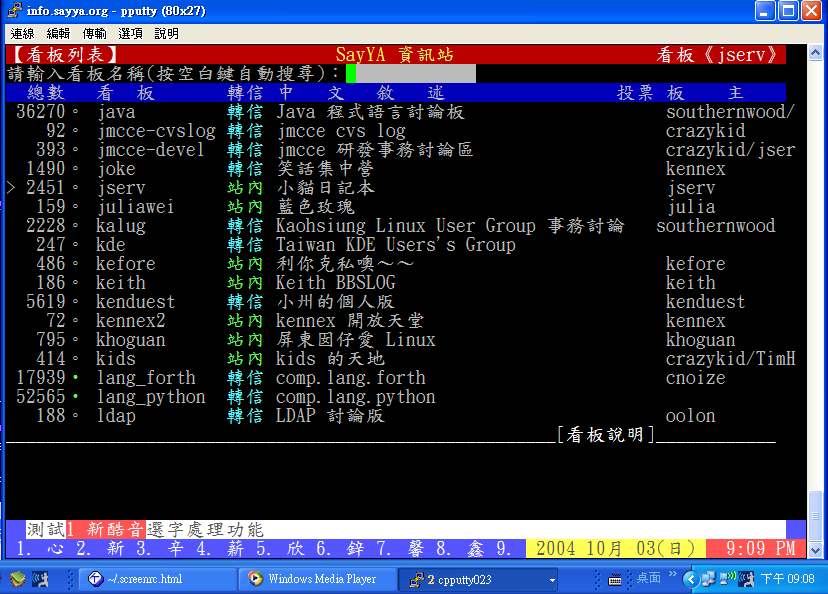 info.sayya.org - pputty (80x27)
連線 編輯 傳輸 選項 說明
【看板列表】 SayYA 資訊站 看板《jserv》
請輸入看板名稱(按空白鍵自動搜尋):
總數 看 板 轉信 中 文 敘 述 投票 板 主
36270。 java 轉信 Java 程式語言討論板 southernwood/
92。 jmcce-cvslog 轉信 jmcce cvs log crazykid
393。 jmcce-devel 轉信 jmcce 研發事務討論區 crazykid/jser
1490。 joke 轉信 笑話集中營 kennex
> 2451。 jserv 站內 小貓日記本 jserv
159。 juliawei 站內 藍色玫瑰 julia
2228。 kalug 轉信 Kaohsiung Linux User Group 事務討論 southernwood
247。 kde 轉信 Taiwan KDE Users's Group
486。 kefore 站內 利你克私噢～～ kefore
186。 keith 站內 Keith BBSLOG keith
5619。 kenduest 轉信 小州的個人版 kenduest
72。 kennex2 站內 kennex 開放天堂 kennex
795。 khoguan 站內 屏東囡仔愛 Linux khoguan
414。 kids 站內 kids 的天地 crazykid/TimH
17939‧ lang_forth 轉信 comp.lang.forth cnoize
52565‧ lang_python 轉信 comp.lang.python
188。 ldap 轉信 LDAP 討論版 oolon
[看板說明]
測試1 新酷音選字處理功能
1. 心 2. 新 3. 辛 4. 薪 5. 欣 6. 鋅 7. 馨 8. 鑫 9. 2004 10月 03(日) 9:09 PM
~/.screenrc.html Windows Media Player 2 cpputty023 桌面 » 下午 09:08